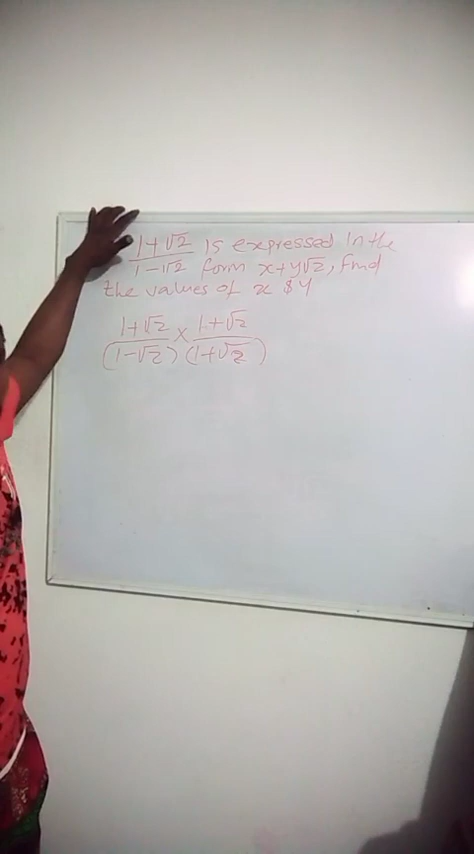 1+√2 is expressed in the
1-√2 form x+y√2, find
the values of x & y
1+√2 x 1+√2
(1-√2) (1+√2)